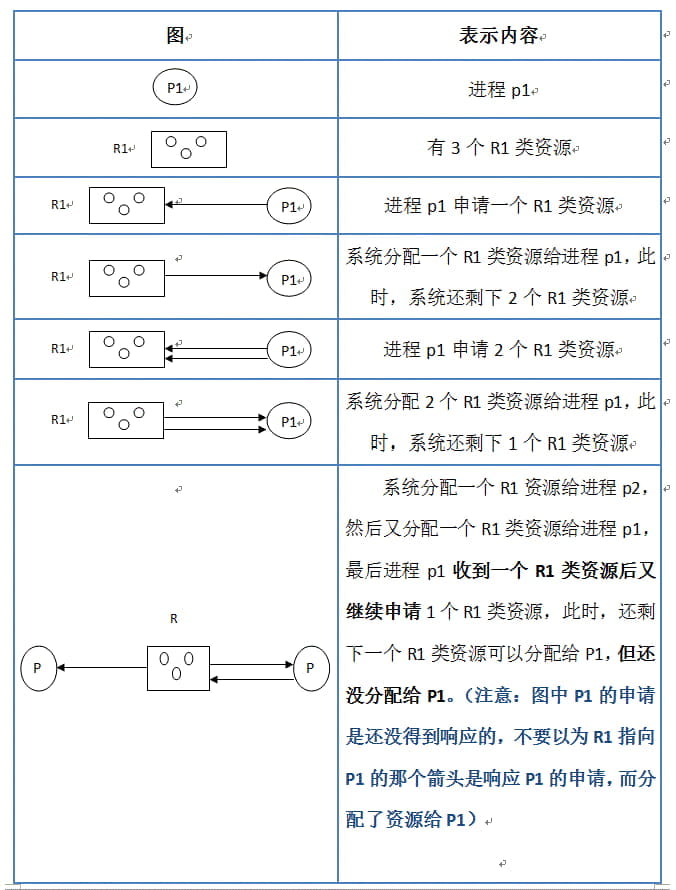 图
表示内容
P1
进程 p1
R1
有 3 个 R1 类资源
R1
P1
进程 p1 申请一个 R1 类资源
R1
P1
系统分配一个 R1 类资源给进程 p1，此
时，系统还剩下 2 个 R1 类资源
R1
P1
进程 p1 申请 2 个 R1 类资源
R1
P1
系统分配 2 个 R1 类资源给进程 p1，此
时，系统还剩下 1 个 R1 类资源
R
P
P
系统分配一个 R1 资源给进程 p2，
然后又分配一个 R1 类资源给进程 p1，
最后进程 p1 收到一个 R1 类资源后又
继续申请 1 个 R1 类资源，此时，还剩
下一个 R1 类资源可以分配给 P1，但还
没分配给 P1。（注意：图中 P1 的申请
是还没得到响应的，不要以为 R1 指向
P1 的那个箭头是响应 P1 的申请，而分
配了资源给 P1）